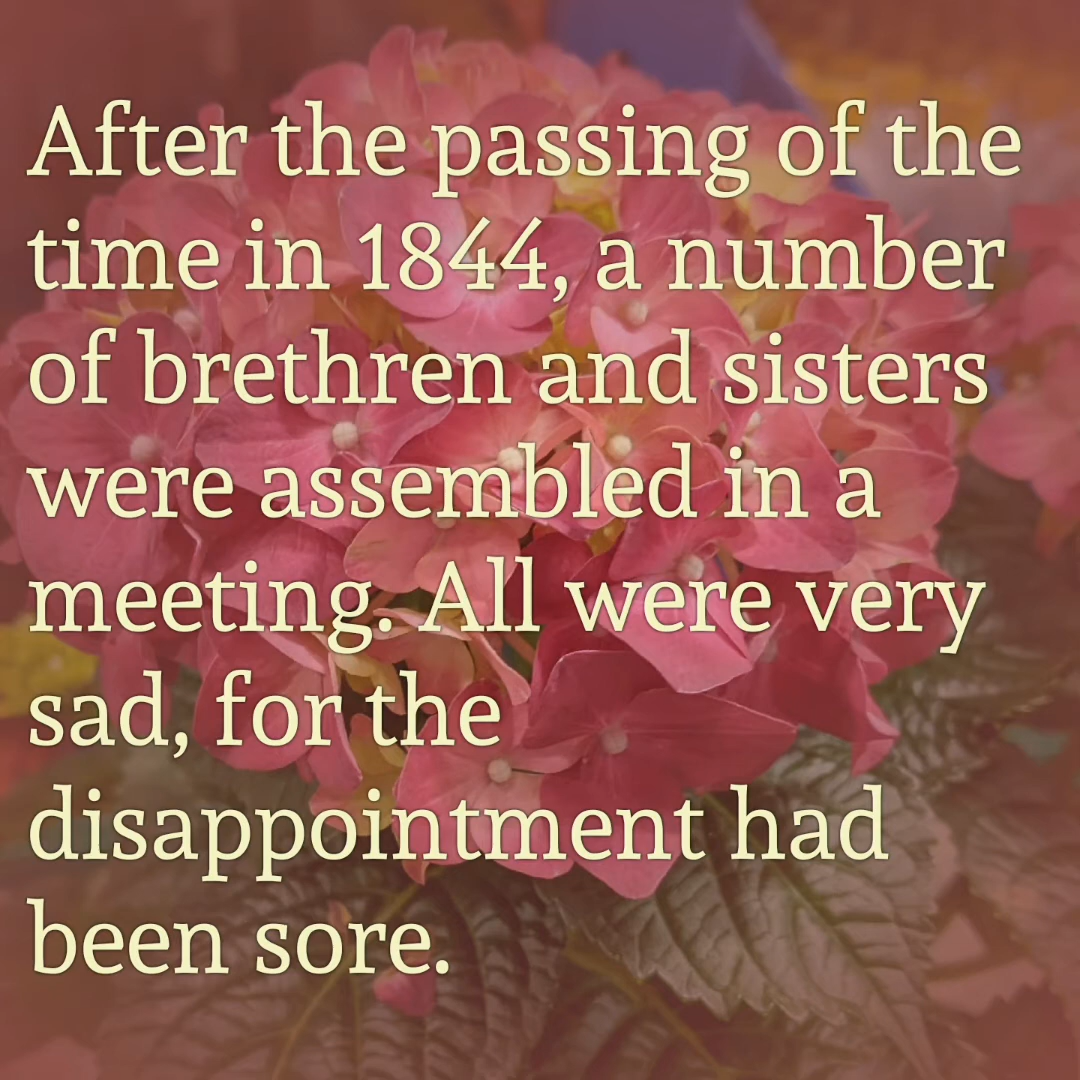 After the passing of the
time in 1844, a number
of brethren and sisters
were assembled in a
meeting. All were very
sad, for the
disappointment had
been sore.